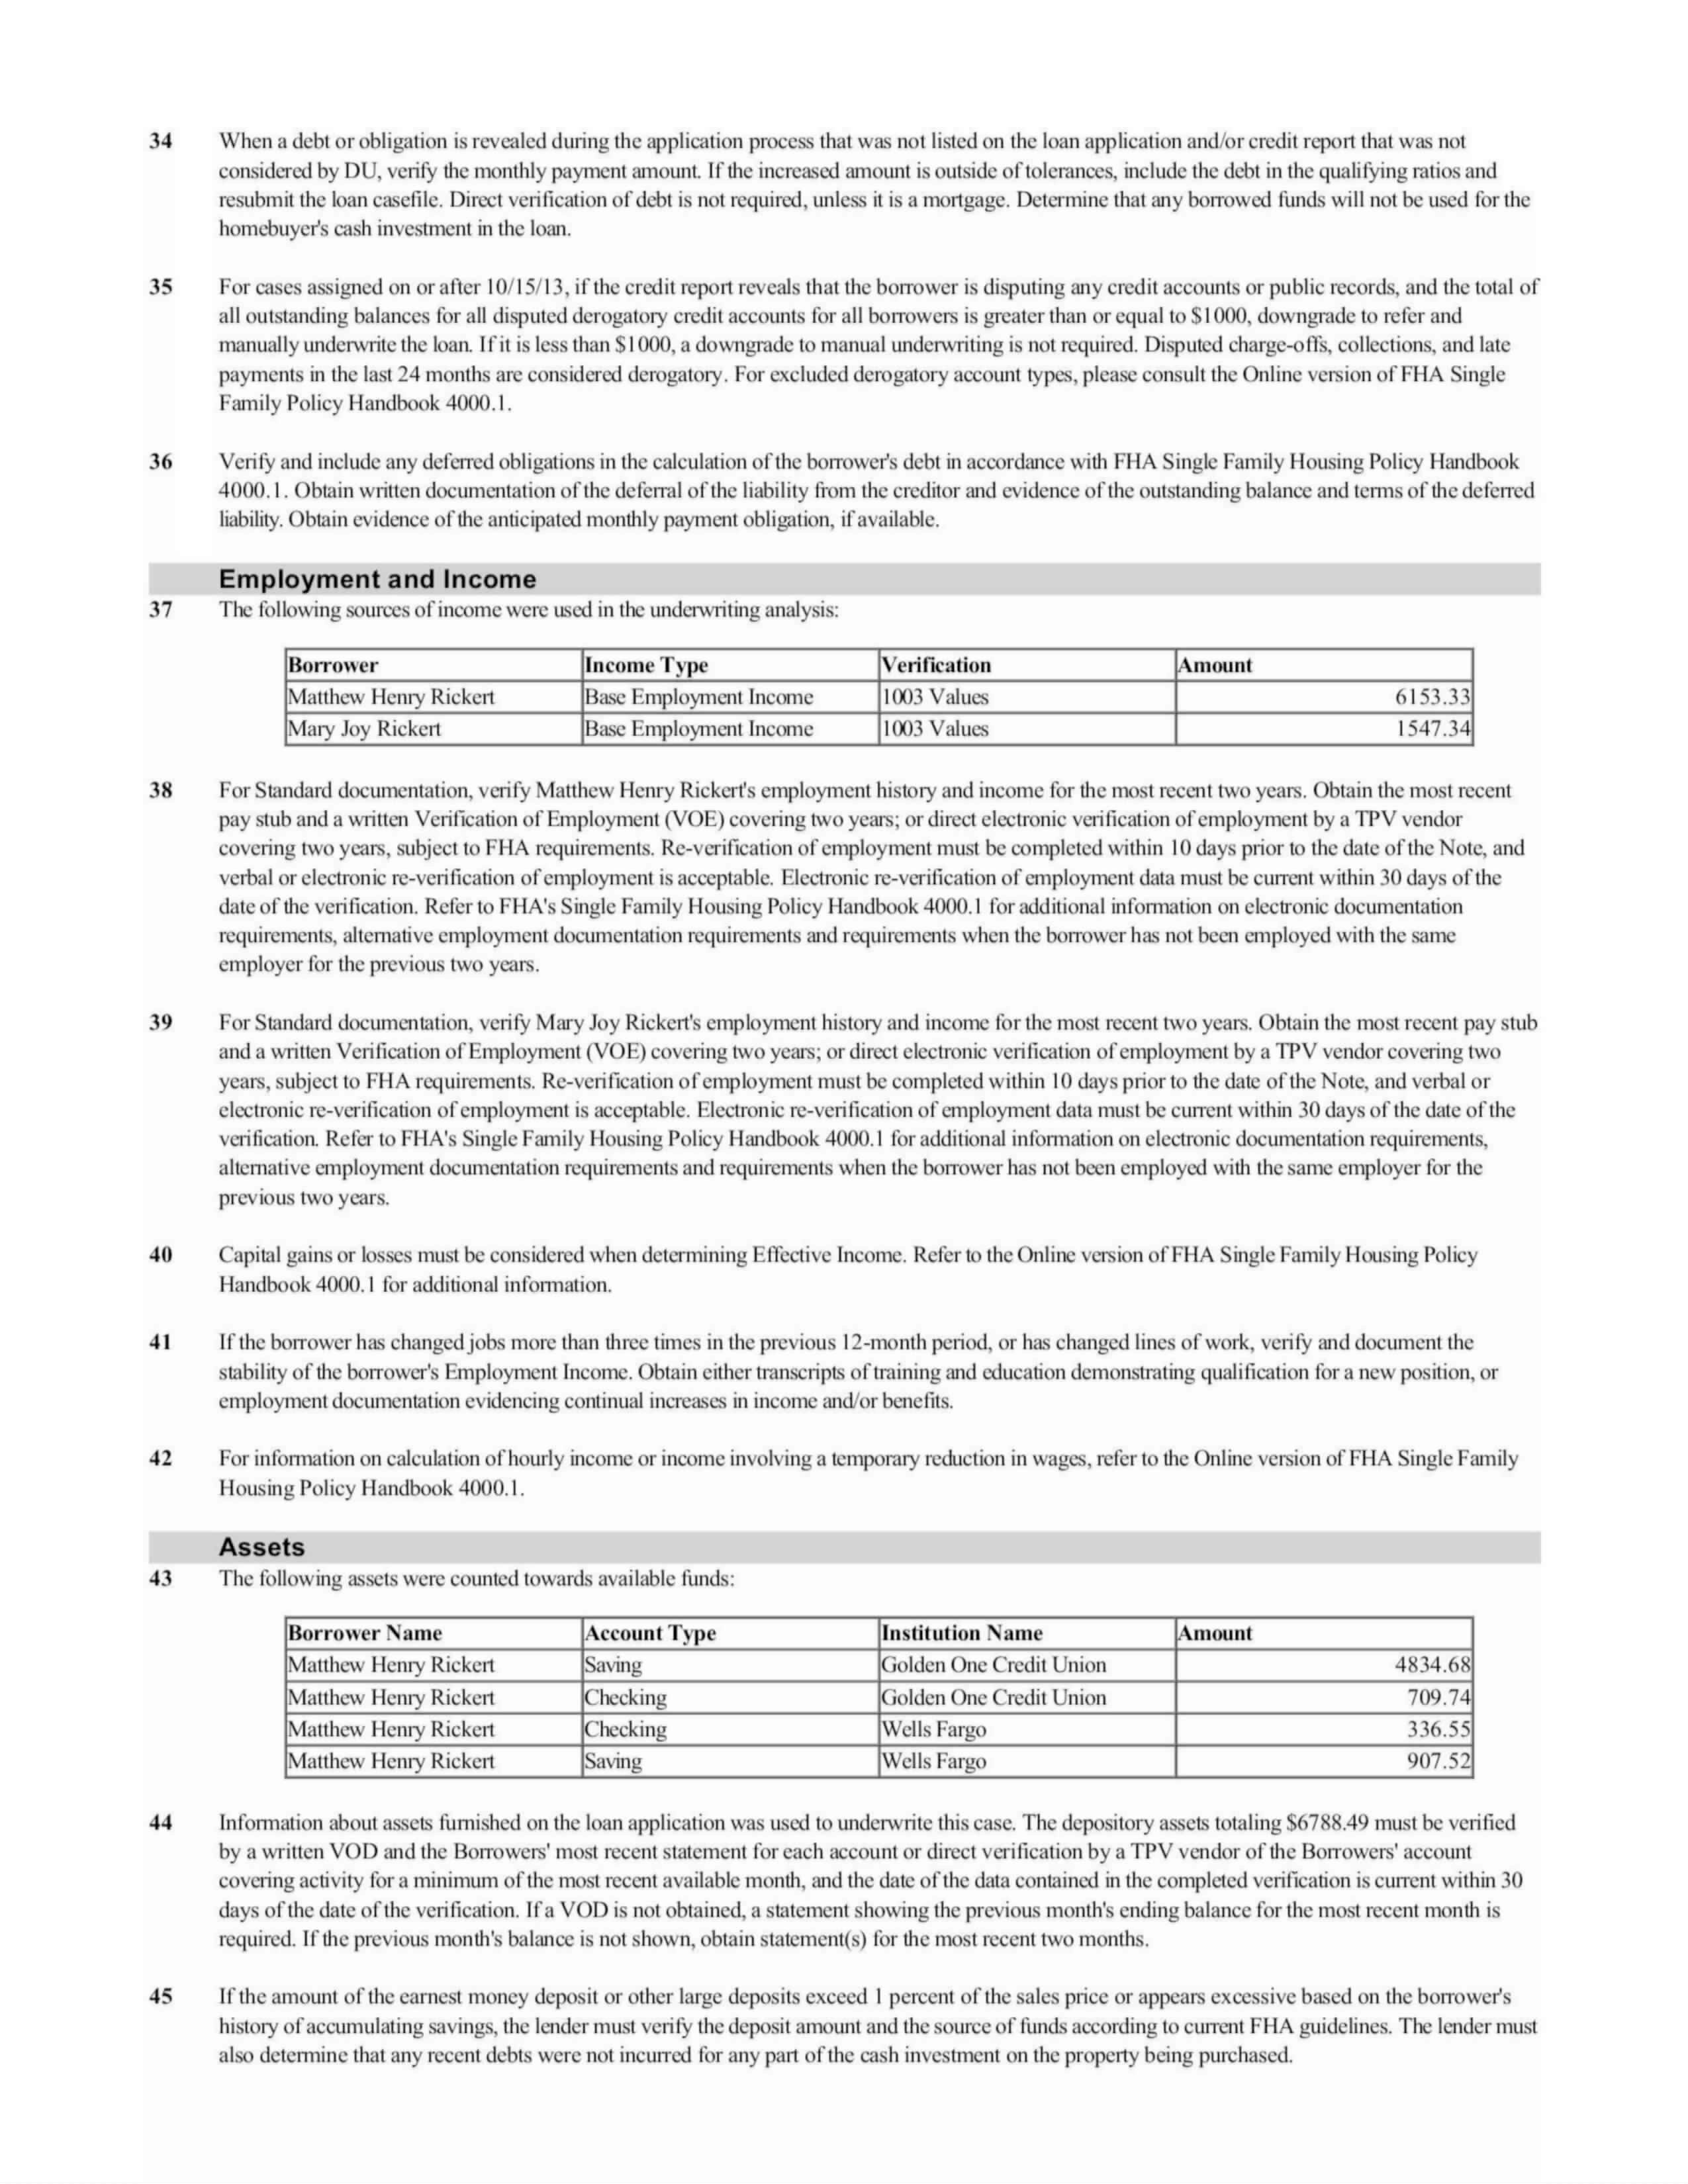 34 When a debt or obligation is revealed during the application process that was not listed on the loan application and/or credit report that was not
considered by DU, verify the monthly payment amount. If the increased amount is outside of tolerances, include the debt in the qualifying ratios and
resubmit the loan casefile. Direct verification of debt is not required, unless it is a mortgage. Determine that any borrowed funds will not be used for the
homebuyer's cash investment in the loan.
35 For cases assigned on or after 10/15/13, if the credit report reveals that the borrower is disputing any credit accounts or public records, and the total of
all outstanding balances for all disputed derogatory credit accounts for all borrowers is greater than or equal to $1000, downgrade to refer and
manually underwrite the loan. If it is less than $1000, a downgrade to manual underwriting is not required. Disputed charge-offs, collections, and late
payments in the last 24 months are considered derogatory. For excluded derogatory account types, please consult the Online version of FHA Single
Family Policy Handbook 4000.1.
36 Verify and include any deferred obligations in the calculation of the borrower's debt in accordance with FHA Single Family Housing Policy Handbook
4000.1. Obtain written documentation of the deferral of the liability from the creditor and evidence of the outstanding balance and terms of the deferred
liability. Obtain evidence of the anticipated monthly payment obligation, if available.
Employment and Income
37 The following sources of income were used in the underwriting analysis:
Borrower Income Type Verification Amount
Matthew Henry Rickert Base Employment Income 1003 Values 6153.33
Mary Joy Rickert Base Employment Income 1003 Values 1547.34
38 For Standard documentation, verify Matthew Henry Rickert's employment history and income for the most recent two years. Obtain the most recent
pay stub and a written Verification of Employment (VOE) covering two years; or direct electronic verification of employment by a TPV vendor
covering two years, subject to FHA requirements. Re-verification of employment must be completed within 10 days prior to the date of the Note, and
verbal or electronic re-verification of employment is acceptable. Electronic re-verification of employment data must be current within 30 days of the
date of the verification. Refer to FHA's Single Family Housing Policy Handbook 4000.1 for additional information on electronic documentation
requirements, alternative employment documentation requirements and requirements when the borrower has not been employed with the same
employer for the previous two years.
39 For Standard documentation, verify Mary Joy Rickert's employment history and income for the most recent two years. Obtain the most recent pay stub
and a written Verification of Employment (VOE) covering two years; or direct electronic verification of employment by a TPV vendor covering two
years, subject to FHA requirements. Re-verification of employment must be completed within 10 days prior to the date of the Note, and verbal or
electronic re-verification of employment is acceptable. Electronic re-verification of employment data must be current within 30 days of the date of the
verification. Refer to FHA's Single Family Housing Policy Handbook 4000.1 for additional information on electronic documentation requirements,
alternative employment documentation requirements and requirements when the borrower has not been employed with the same employer for the
previous two years.
40 Capital gains or losses must be considered when determining Effective Income. Refer to the Online version of FHA Single Family Housing Policy
Handbook 4000.1 for additional information.
41 If the borrower has changed jobs more than three times in the previous 12-month period, or has changed lines of work, verify and document the
stability of the borrower's Employment Income. Obtain either transcripts of training and education demonstrating qualification for a new position, or
employment documentation evidencing continual increases in income and/or benefits.
42 For information on calculation of hourly income or income involving a temporary reduction in wages, refer to the Online version of FHA Single Family
Housing Policy Handbook 4000.1.
Assets
43 The following assets were counted towards available funds:
Borrower Name Account Type Institution Name Amount
Matthew Henry Rickert Saving Golden One Credit Union 4834.68
Matthew Henry Rickert Checking Golden One Credit Union 709.74
Matthew Henry Rickert Checking Wells Fargo 336.55
Matthew Henry Rickert Saving Wells Fargo 907.52
44 Information about assets furnished on the loan application was used to underwrite this case. The depository assets totaling $6788.49 must be verified
by a written VOD and the Borrowers' most recent statement for each account or direct verification by a TPV vendor of the Borrowers' account
covering activity for a minimum of the most recent available month, and the date of the data contained in the completed verification is current within 30
days of the date of the verification. If a VOD is not obtained, a statement showing the previous month's ending balance for the most recent month is
required. If the previous month's balance is not shown, obtain statement(s) for the most recent two months.
45 If the amount of the earnest money deposit or other large deposits exceed 1 percent of the sales price or appears excessive based on the borrower's
history of accumulating savings, the lender must verify the deposit amount and the source of funds according to current FHA guidelines. The lender must
also determine that any recent debts were not incurred for any part of the cash investment on the property being purchased.